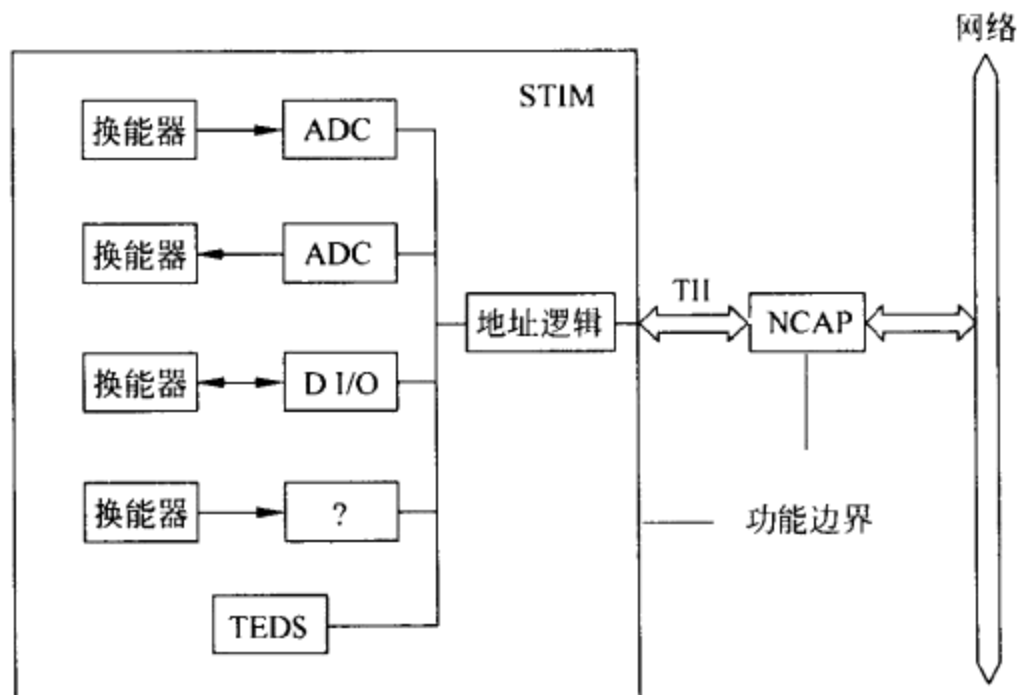 网络
STIM
换能器
ADC
换能器
ADC
地址逻辑
TII
NCAP
换能器
D I/O
换能器
?
功能边界
TEDS